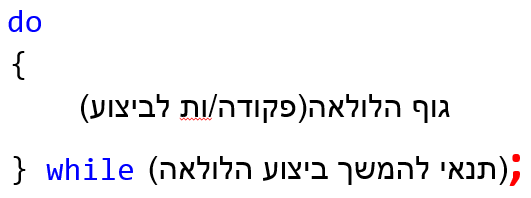 do
{
גוף הלולאה(פקודה/ות לביצוע)
} while (תנאי להמשך ביצוע הלולאה);